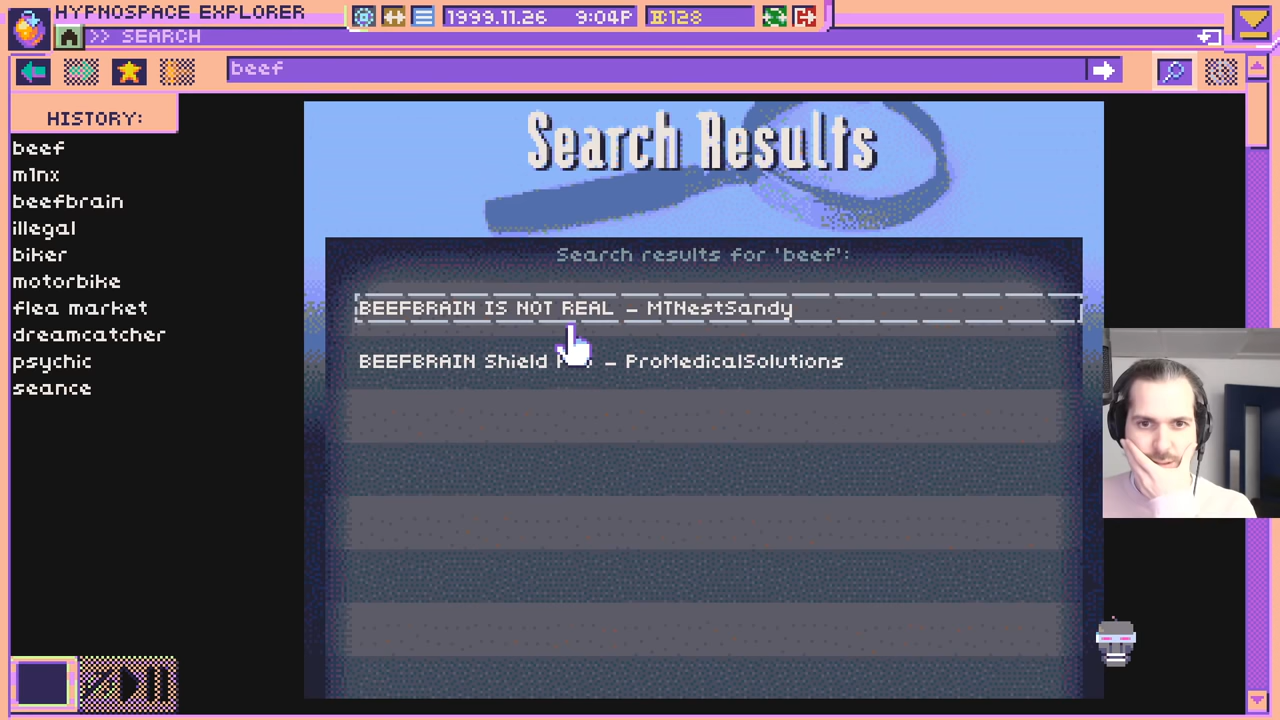 HYPNOSPACE EXPLORER
1999.11.26 9:04P
128
>> SEARCH
beef
HISTORY:
beef
m1nx
beefbrain
illegal
biker
motorbike
flea market
dreamcatcher
psychic
seance
Search Results
Search results for 'beef':
BEEFBRAIN IS NOT REAL - MTNestSandy
BEEFBRAIN Shield - ProMedicalSolutions